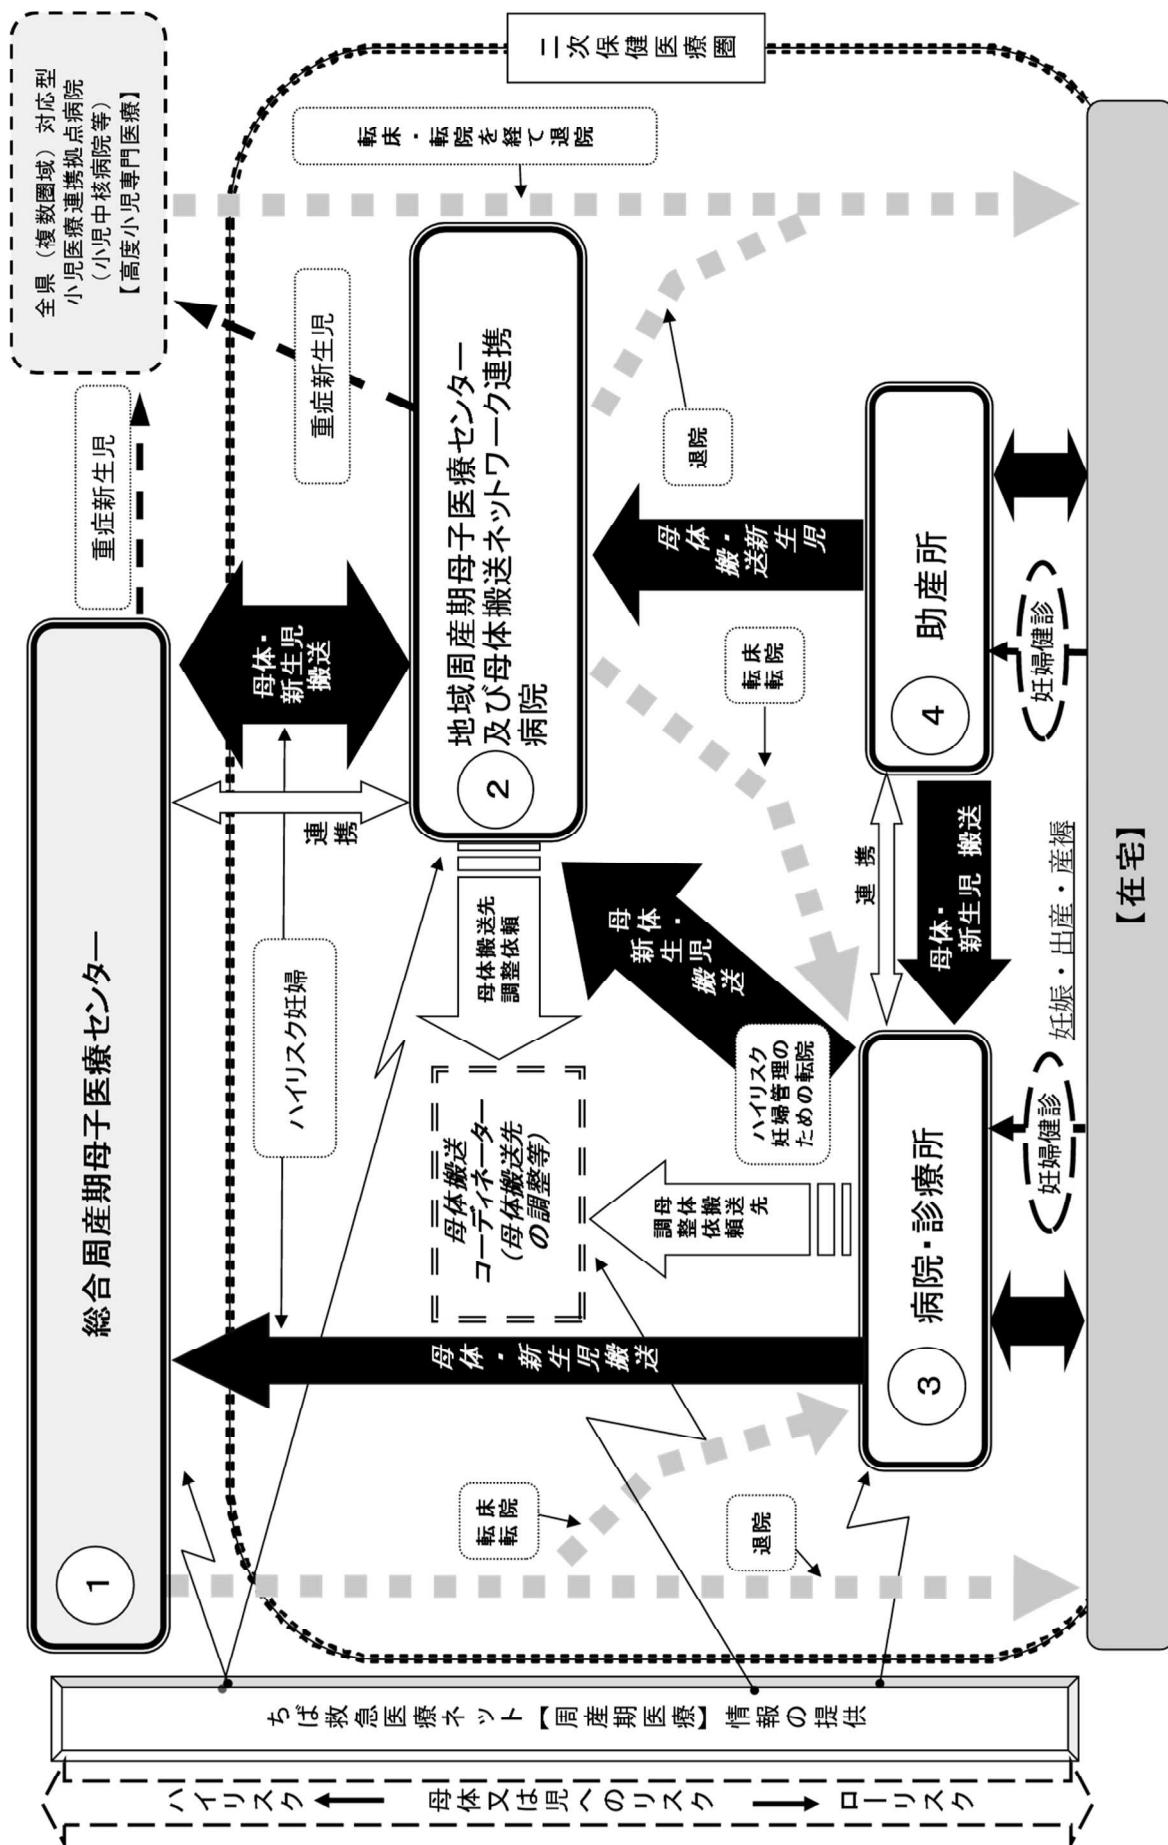 ハイリスク ← 母体又は児へのリスク → ローリスク
ちば救急医療ネット【周産期医療】情報の提供
1
総合周産期母子医療センター
重症新生児
全県（複数圏域）対応型
小児医療連携拠点病院
（小児中核病院等）
【高度小児専門医療】
二次保健医療圏
ハイリスク妊婦
連携
母体・
新生児
搬送
重症新生児
転床・転院を経て退院
母体搬送
コーディネーター
(母体搬送先
の調整等)
母体搬送先
調整依頼
2
地域周産期母子医療センター
及び母体搬送ネットワーク連携
病院
母体・新生児搬送
転床
転院
退院
母体搬送先
調整依頼
母体・
新生児
搬送
ハイリスク
妊婦管理の
ための転院
転床
転院
母体・新生児
搬送
退院
3
病院・診療所
連携
母体・
新生児 搬送
4
助産所
妊婦健診
妊娠・出産・産褥
妊婦健診
【在宅】